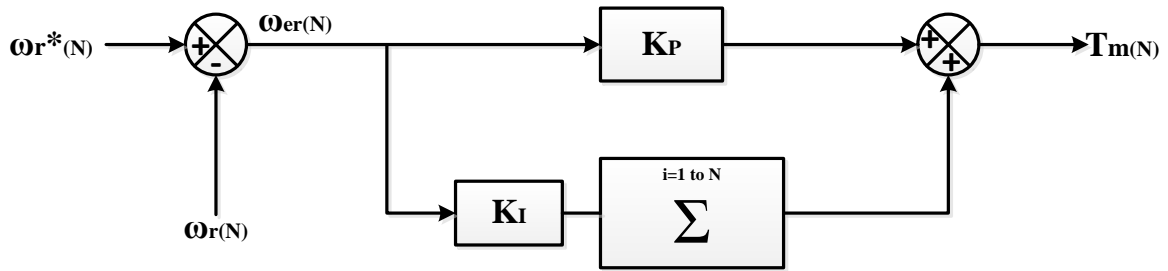 ωr*(N)
+
-
ωer(N)
KP
+
+
Tm(N)
ωr(N)
KI
i=1 to N
Σ